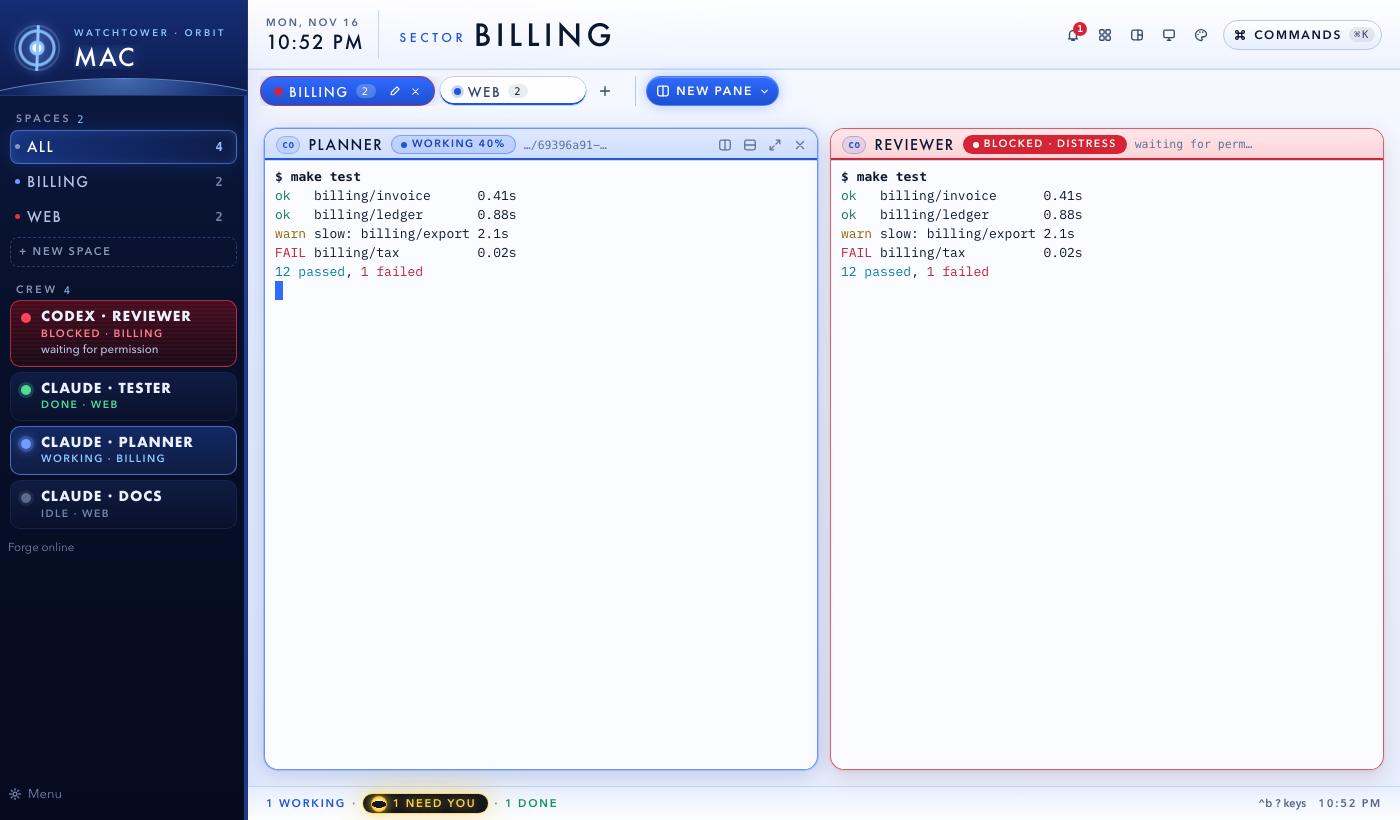 WATCHTOWER · ORBIT
MAC
SPACES 2
ALL 4
BILLING 2
WEB 2
+ NEW SPACE
CREW 4
CODEX · REVIEWER
BLOCKED · BILLING
waiting for permission
CLAUDE · TESTER
DONE · WEB
CLAUDE · PLANNER
WORKING · BILLING
CLAUDE · DOCS
IDLE · WEB
Forge online
Menu
MON, NOV 16
10:52 PM
SECTOR BILLING
1
COMMANDS ⌘K
BILLING 2
WEB 2
NEW PANE
co PLANNER WORKING 40% …/69396a91-…
$ make test
ok billing/invoice 0.41s
ok billing/ledger 0.88s
warn slow: billing/export 2.1s
FAIL billing/tax 0.02s
12 passed, 1 failed
co REVIEWER BLOCKED · DISTRESS waiting for perm…
$ make test
ok billing/invoice 0.41s
ok billing/ledger 0.88s
warn slow: billing/export 2.1s
FAIL billing/tax 0.02s
12 passed, 1 failed
1 WORKING · 1 NEED YOU · 1 DONE
^b ? keys 10:52 PM